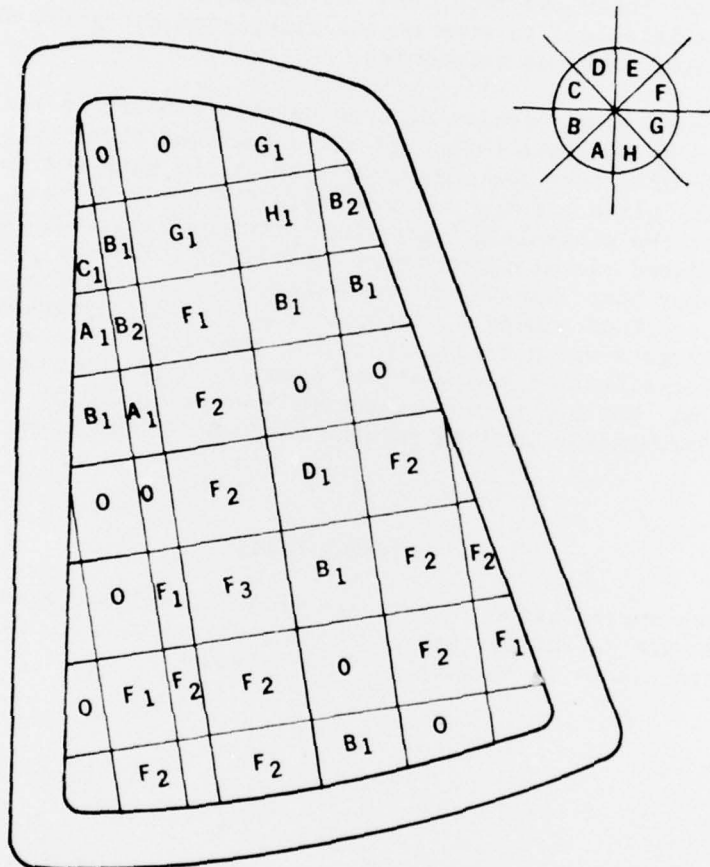 D E
C F
B G
A H
0 0 G1
C1 B1 G1 H1 B2
A1 B2 F1 B1 B1
B1 A1 F2 0 0
0 0 F2 D1 F2
0 F1 F3 B1 F2 F2
0 F1 F2 F2 0 F2 F1
F2 F2 B1 0